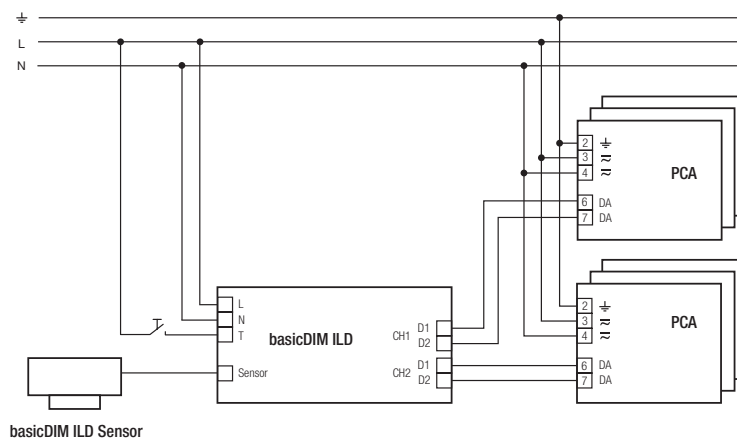 L
N
2
3
4
PCA
6 DA
7 DA
L
N
T
Sensor
basicDIM ILD
CH1
D1
D2
CH2
D1
D2
2
3
4
PCA
6 DA
7 DA
basicDIM ILD Sensor